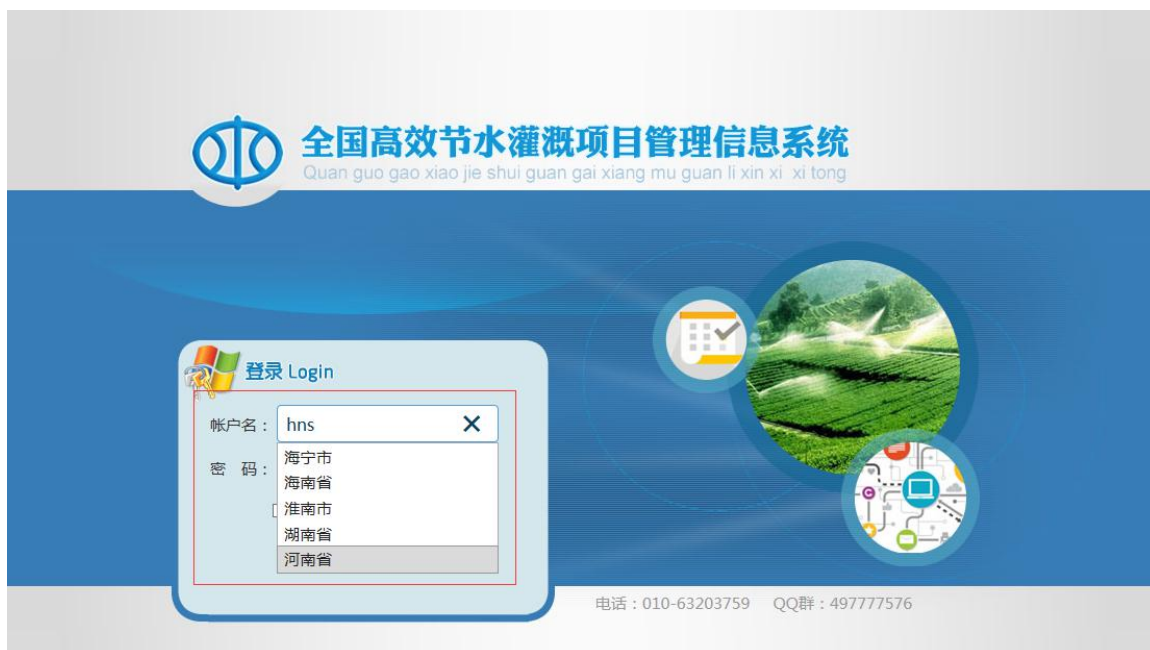 全国高效节水灌溉项目管理信息系统
Quan guo gao xiao jie shui guan gai xiang mu guan li xin xi xi tong
登录 Login
帐户名： hns
密 码：
海宁市
海南省
淮南市
湖南省
河南省
电话：010-63203759 QQ群：497777576